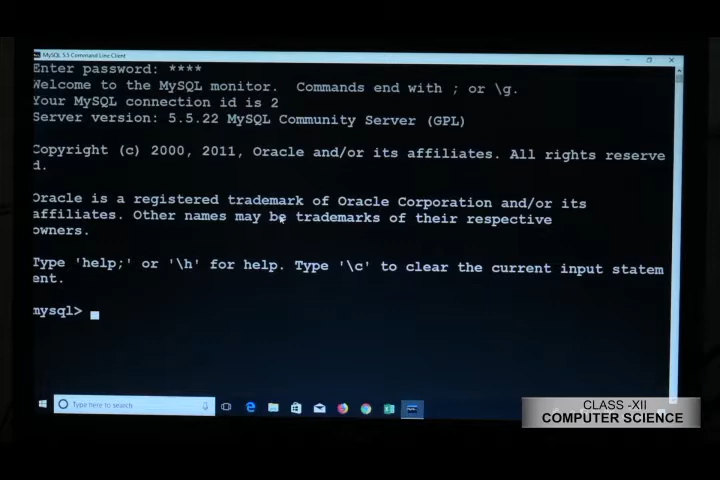 MySQL 5.5 Command Line Client
Enter password: ****
Welcome to the MySQL monitor.  Commands end with ; or \g.
Your MySQL connection id is 2
Server version: 5.5.22 MySQL Community Server (GPL)
Copyright (c) 2000, 2011, Oracle and/or its affiliates. All rights reserve
d.
Oracle is a registered trademark of Oracle Corporation and/or its
affiliates. Other names may be trademarks of their respective
owners.
Type 'help;' or '\h' for help. Type '\c' to clear the current input statem
ent.
mysql>
Type here to search
CLASS -XII
COMPUTER SCIENCE